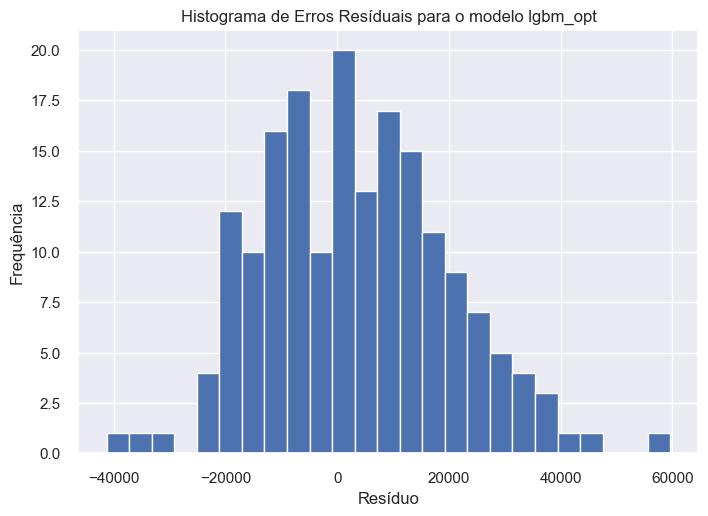 Histograma de Erros Resíduais para o modelo lgbm_opt
20.0
17.5
15.0
12.5
10.0
7.5
5.0
2.5
0.0
Frequência
−40000 −20000 0 20000 40000 60000
Resíduo